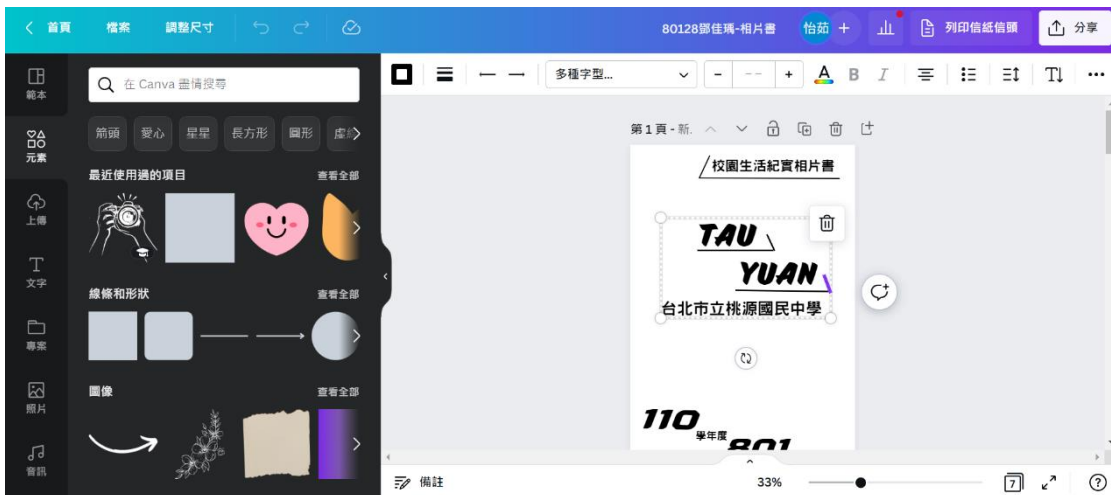 首頁 檔案 調整尺寸 80128鄧佳瑀-相片書 怡茹 + 列印信紙信頭 分享
範本
元素
上傳
文字
專案
照片
音訊
在 Canva 盡情搜尋
箭頭 愛心 星星 長方形 圓形
最近使用過的項目 查看全部
線條和形狀 查看全部
圖像 查看全部
多種字型... - -- + A B I
第 1 頁 - 新.
校園生活紀實相片書
TAU
YUAN
台北市立桃源國民中學
110
學年度
801
備註 33% 7 ?